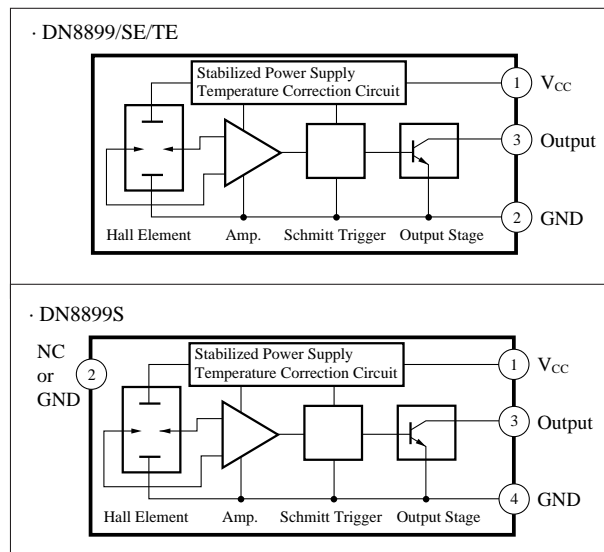 · DN8899/SE/TE
Stabilized Power Supply
Temperature Correction Circuit
1 V_CC
3 Output
2 GND
Hall Element Amp. Schmitt Trigger Output Stage
· DN8899S
NC
or
GND
2
Stabilized Power Supply
Temperature Correction Circuit
1 V_CC
3 Output
4 GND
Hall Element Amp. Schmitt Trigger Output Stage